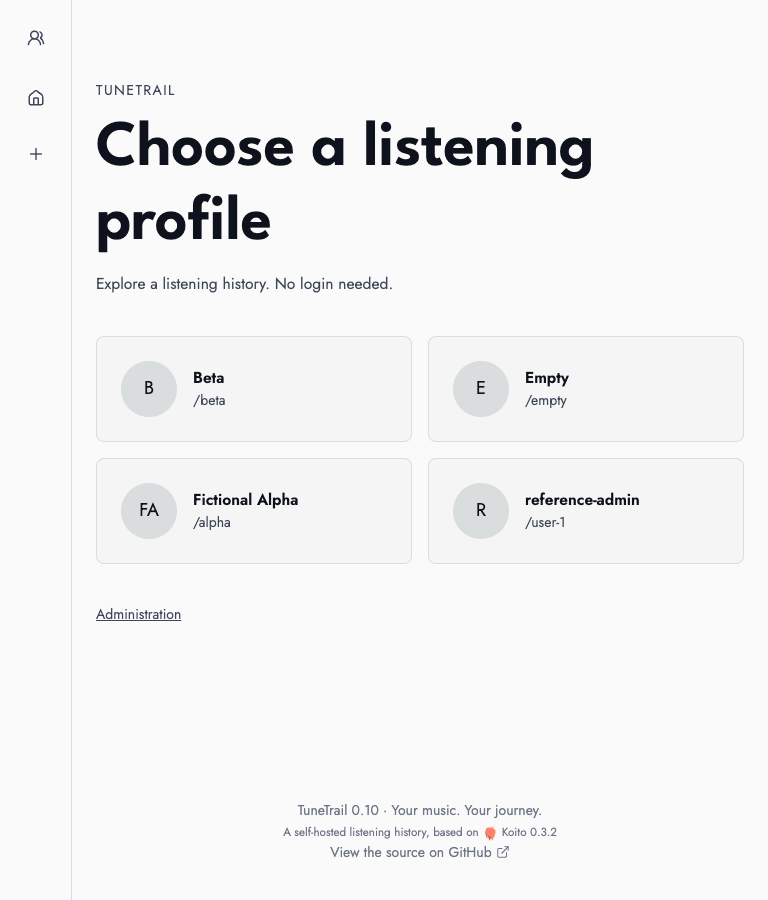 TUNETRAIL
Choose a listening
profile
Explore a listening history. No login needed.
B
Beta
/beta
E
Empty
/empty
FA
Fictional Alpha
/alpha
R
reference-admin
/user-1
Administration
TuneTrail 0.10 · Your music. Your journey.
A self-hosted listening history, based on Koito 0.3.2
View the source on GitHub